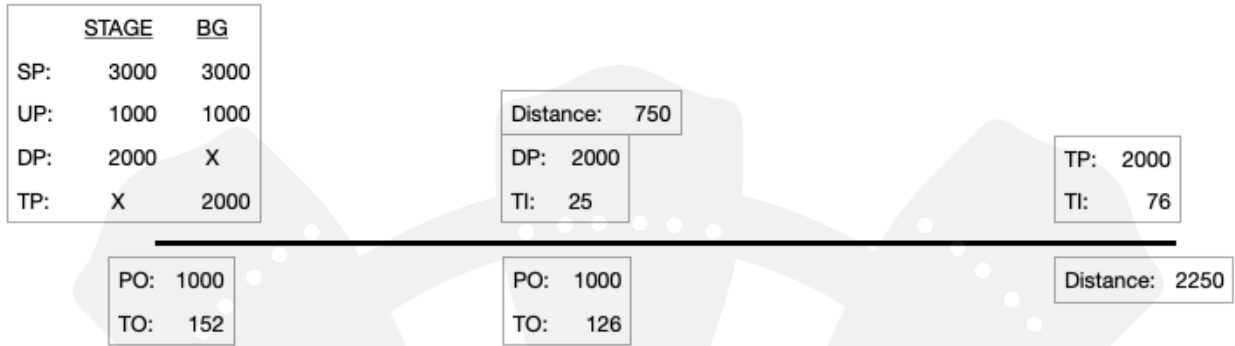 STAGE BG
SP: 3000 3000
UP: 1000 1000
DP: 2000 X
TP: X 2000
Distance: 750
DP: 2000
TI: 25
TP: 2000
TI: 76
PO: 1000
TO: 152
PO: 1000
TO: 126
Distance: 2250